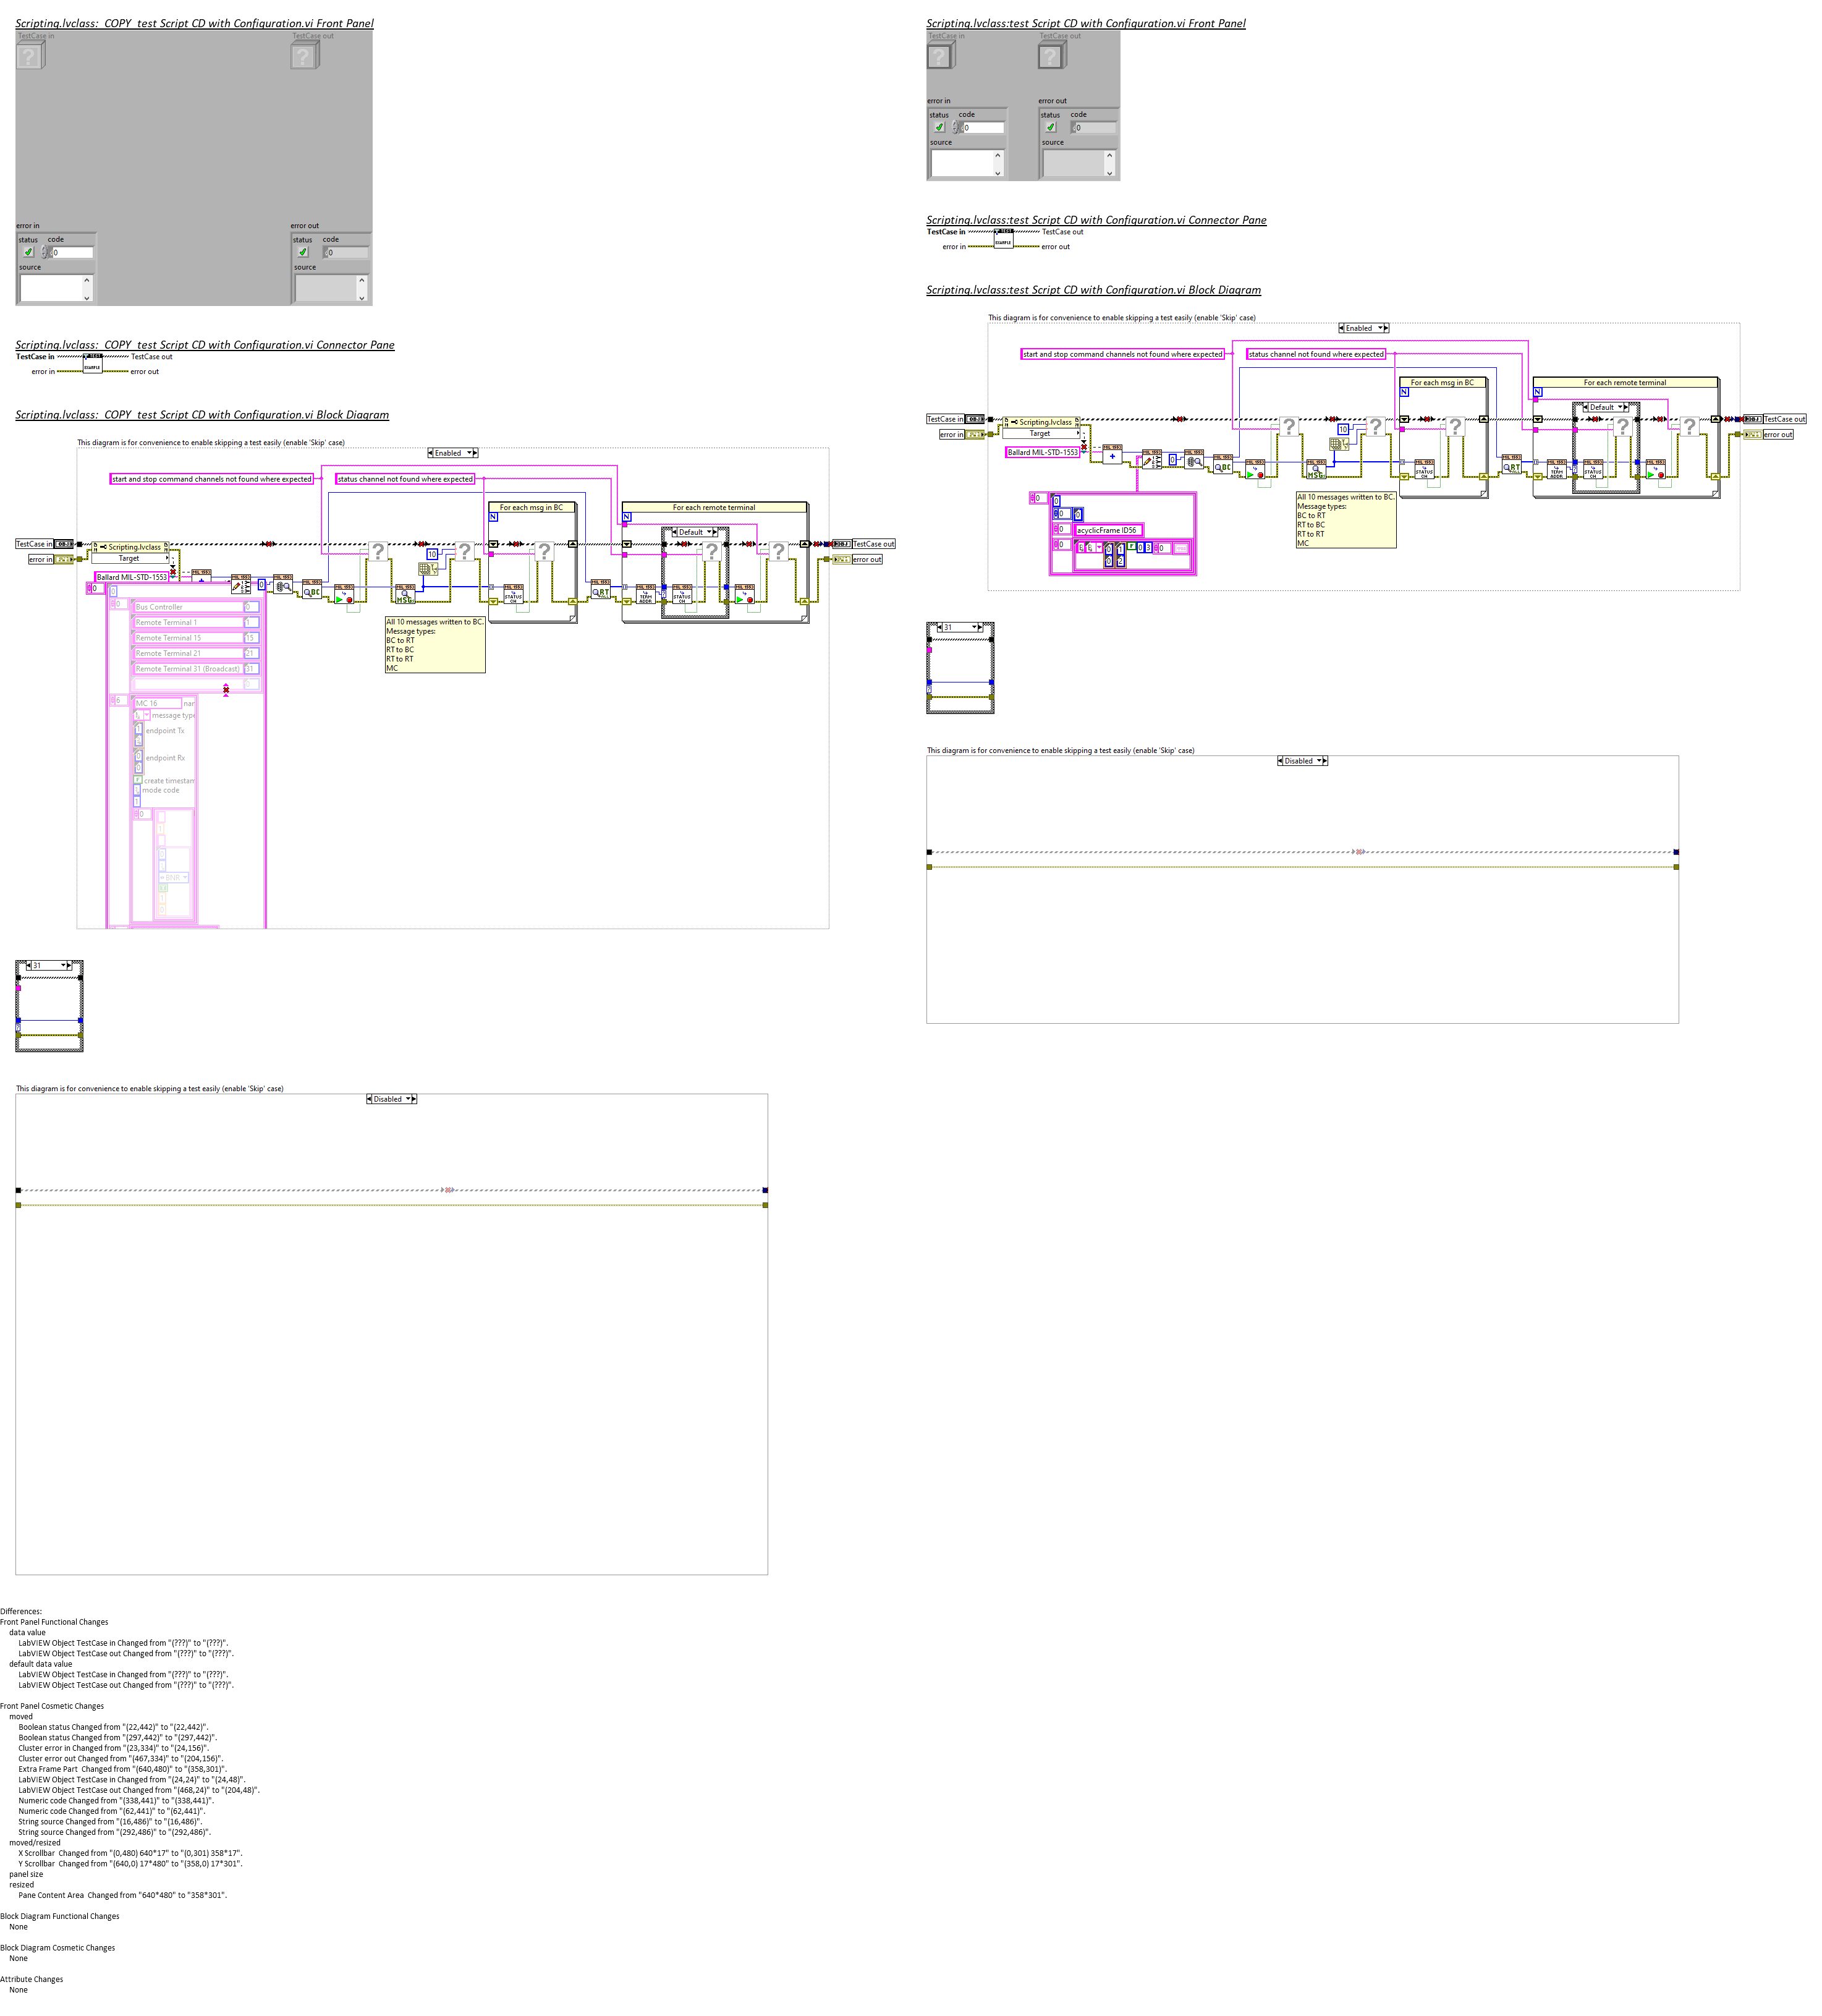 Scripting.lvclass:_COPY_test Script CD with Configuration.vi Front Panel
TestCase in
TestCase out
error in
error out
status code
status code
0
0
source
source
Scripting.lvclass:_COPY_test Script CD with Configuration.vi Connector Pane
TestCase in
TestCase out
error in
error out
Scripting.lvclass:_COPY_test Script CD with Configuration.vi Block Diagram
This diagram is for convenience to enable skipping a test easily (enable 'Skip' case)
Enabled
start and stop command channels not found where expected
status channel not found where expected
For each msg in BC
For each remote terminal
N
Default
TestCase in
Scripting.lvclass
TestCase out
error in
Target
error out
10
Ballard MIL-STD-1553
0
0
0
Bus Controller 0
Remote Terminal 1 1
Remote Terminal 15 15
Remote Terminal 21 21
Remote Terminal 31 (Broadcast) 31
All 10 messages written to BC.
Message types:
BC to RT
RT to BC
RT to RT
MC
6
MC 16
message type
endpoint Tx
endpoint Rx
create timestam
mode code
0
BNR
31
This diagram is for convenience to enable skipping a test easily (enable 'Skip' case)
Disabled
Differences:
Front Panel Functional Changes
data value
LabVIEW Object TestCase in Changed from "(???)" to "(???)".
LabVIEW Object TestCase out Changed from "(???)" to "(???)".
default data value
LabVIEW Object TestCase in Changed from "(???)" to "(???)".
LabVIEW Object TestCase out Changed from "(???)" to "(???)".
Front Panel Cosmetic Changes
moved
Boolean status Changed from "(22,442)" to "(22,442)".
Boolean status Changed from "(297,442)" to "(297,442)".
Cluster error in Changed from "(23,334)" to "(24,156)".
Cluster error out Changed from "(467,334)" to "(204,156)".
Extra Frame Part  Changed from "(640,480)" to "(358,301)".
LabVIEW Object TestCase in Changed from "(24,24)" to "(24,48)".
LabVIEW Object TestCase out Changed from "(468,24)" to "(204,48)".
Numeric code Changed from "(338,441)" to "(338,441)".
Numeric code Changed from "(62,441)" to "(62,441)".
String source Changed from "(16,486)" to "(16,486)".
String source Changed from "(292,486)" to "(292,486)".
moved/resized
X Scrollbar  Changed from "(0,480) 640*17" to "(0,301) 358*17".
Y Scrollbar  Changed from "(640,0) 17*480" to "(358,0) 17*301".
panel size
resized
Pane Content Area  Changed from "640*480" to "358*301".
Block Diagram Functional Changes
None
Block Diagram Cosmetic Changes
None
Attribute Changes
None
Scripting.lvclass:test Script CD with Configuration.vi Front Panel
TestCase in
TestCase out
error in
error out
status code
status code
0
0
source
source
Scripting.lvclass:test Script CD with Configuration.vi Connector Pane
TestCase in
TestCase out
error in
error out
Scripting.lvclass:test Script CD with Configuration.vi Block Diagram
This diagram is for convenience to enable skipping a test easily (enable 'Skip' case)
Enabled
start and stop command channels not found where expected
status channel not found where expected
For each msg in BC
For each remote terminal
N
N
Default
TestCase in
Scripting.lvclass
TestCase out
error in
Target
error out
10
Ballard MIL-STD-1553
0
0
0
0
0
0
acyclicFrame ID56
0
All 10 messages written to BC.
Message types:
BC to RT
RT to BC
RT to RT
MC
31
This diagram is for convenience to enable skipping a test easily (enable 'Skip' case)
Disabled